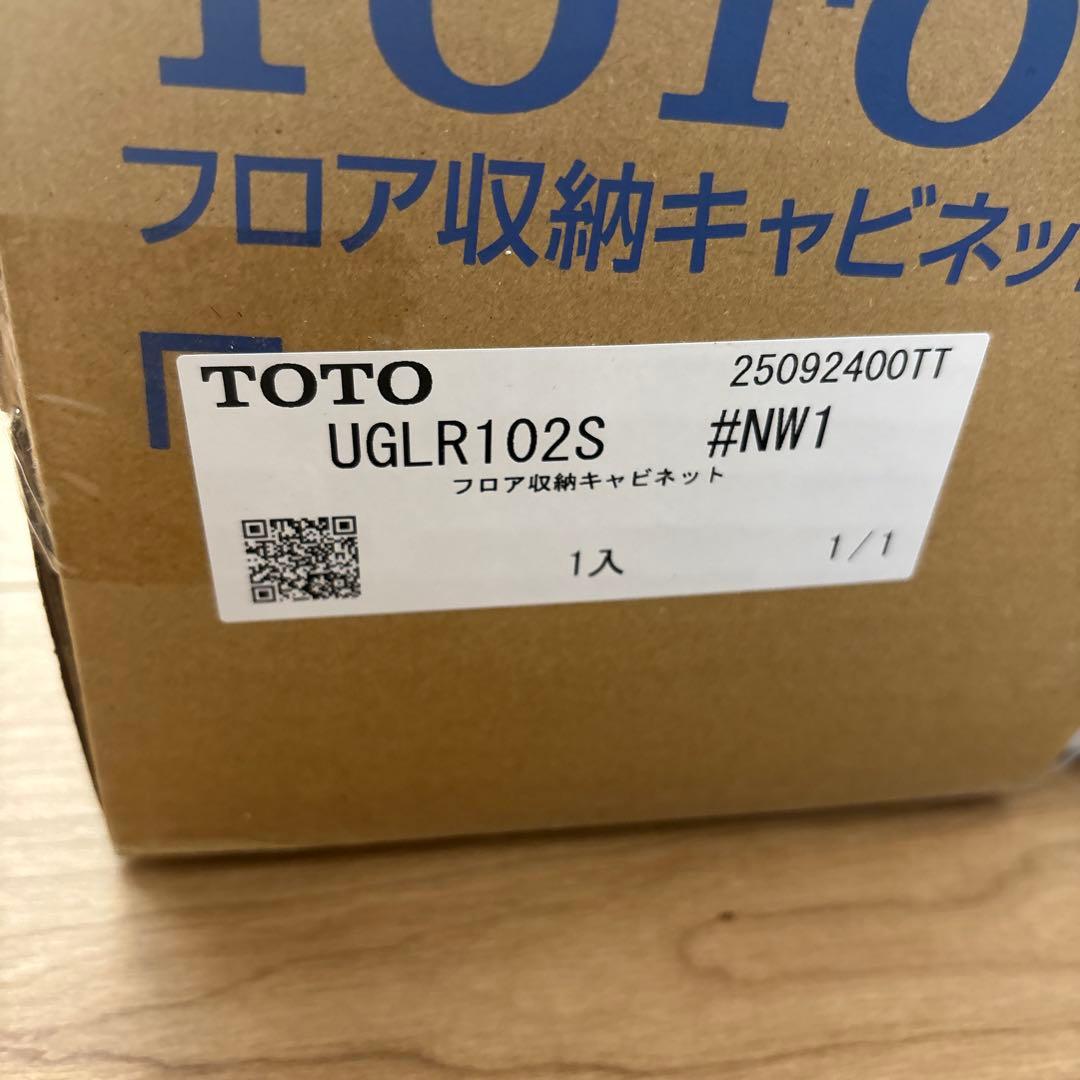 TOTO
フロア収納キャビネッ
TOTO 25092400TT
UGLR102S #NW1
フロア収納キャビネット
1入 1/1